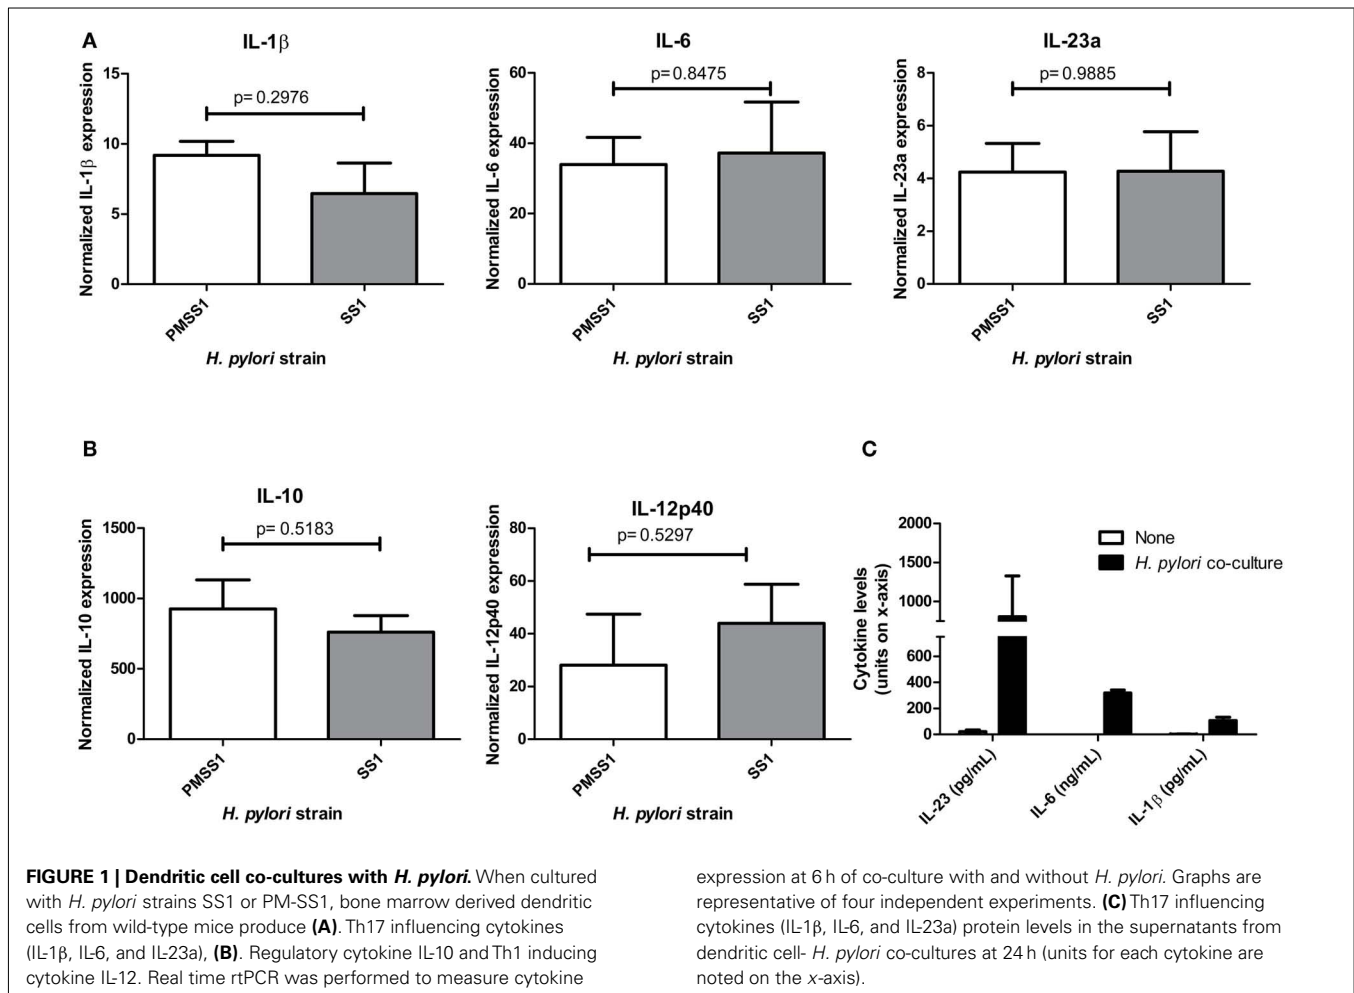 A
IL-1β
Normalized IL-1β expression
15
10
5
0
p= 0.2976
PMSS1
SS1
H. pylori strain
IL-6
Normalized IL-6 expression
60
40
20
0
p= 0.8475
PMSS1
SS1
H. pylori strain
IL-23a
Normalized IL-23a expression
8
6
4
2
0
p= 0.9885
PMSS1
SS1
H. pylori strain
B
IL-10
Normalized IL-10 expression
1500
1000
500
0
p= 0.5183
PMSS1
SS1
H. pylori strain
IL-12p40
Normalized IL-12p40 expression
80
60
40
20
0
p= 0.5297
PMSS1
SS1
H. pylori strain
C
Cytokine levels
(units on x-axis)
2000
1500
1000
600
400
200
0
None
H. pylori co-culture
IL-23 (pg/mL)
IL-6 (ng/mL)
IL-1β (pg/mL)
FIGURE 1 | Dendritic cell co-cultures with H. pylori. When cultured
with H. pylori strains SS1 or PM-SS1, bone marrow derived dendritic
cells from wild-type mice produce (A). Th17 influencing cytokines
(IL-1β, IL-6, and IL-23a), (B). Regulatory cytokine IL-10 and Th1 inducing
cytokine IL-12. Real time rtPCR was performed to measure cytokine
expression at 6 h of co-culture with and without H. pylori. Graphs are
representative of four independent experiments. (C) Th17 influencing
cytokines (IL-1β, IL-6, and IL-23a) protein levels in the supernatants from
dendritic cell- H. pylori co-cultures at 24 h (units for each cytokine are
noted on the x-axis).